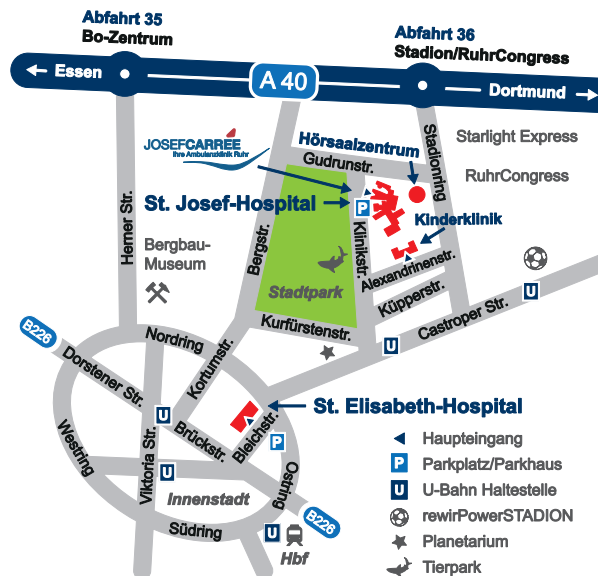 Abfahrt 35
Bo-Zentrum
Abfahrt 36
Stadion/RuhrCongress
Essen
A 40
Dortmund
JOSEFCARRÉE
Ihre Ambulanzklinik Ruhr
Hörsaalzentrum
Gudrunstr.
Stadionring
Starlight Express
RuhrCongress
St. Josef-Hospital
P
Kinderklinik
Herner Str.
Bergbau-
Museum
Bergstr.
Klinikstr.
Stadtpark
Alexandrinenstr.
Küpperstr.
Kurfürstenstr.
Castroper Str.
U
U
B226
Nordring
Dorstener Str.
Kortumstr.
St. Elisabeth-Hospital
U
Brückstr.
Bleichstr.
P
Westring
Viktoria Str.
U
Innenstadt
Ostring
B226
Südring
U
Hbf
Haupteingang
P Parkplatz/Parkhaus
U U-Bahn Haltestelle
rewirPowerSTADION
Planetarium
Tierpark